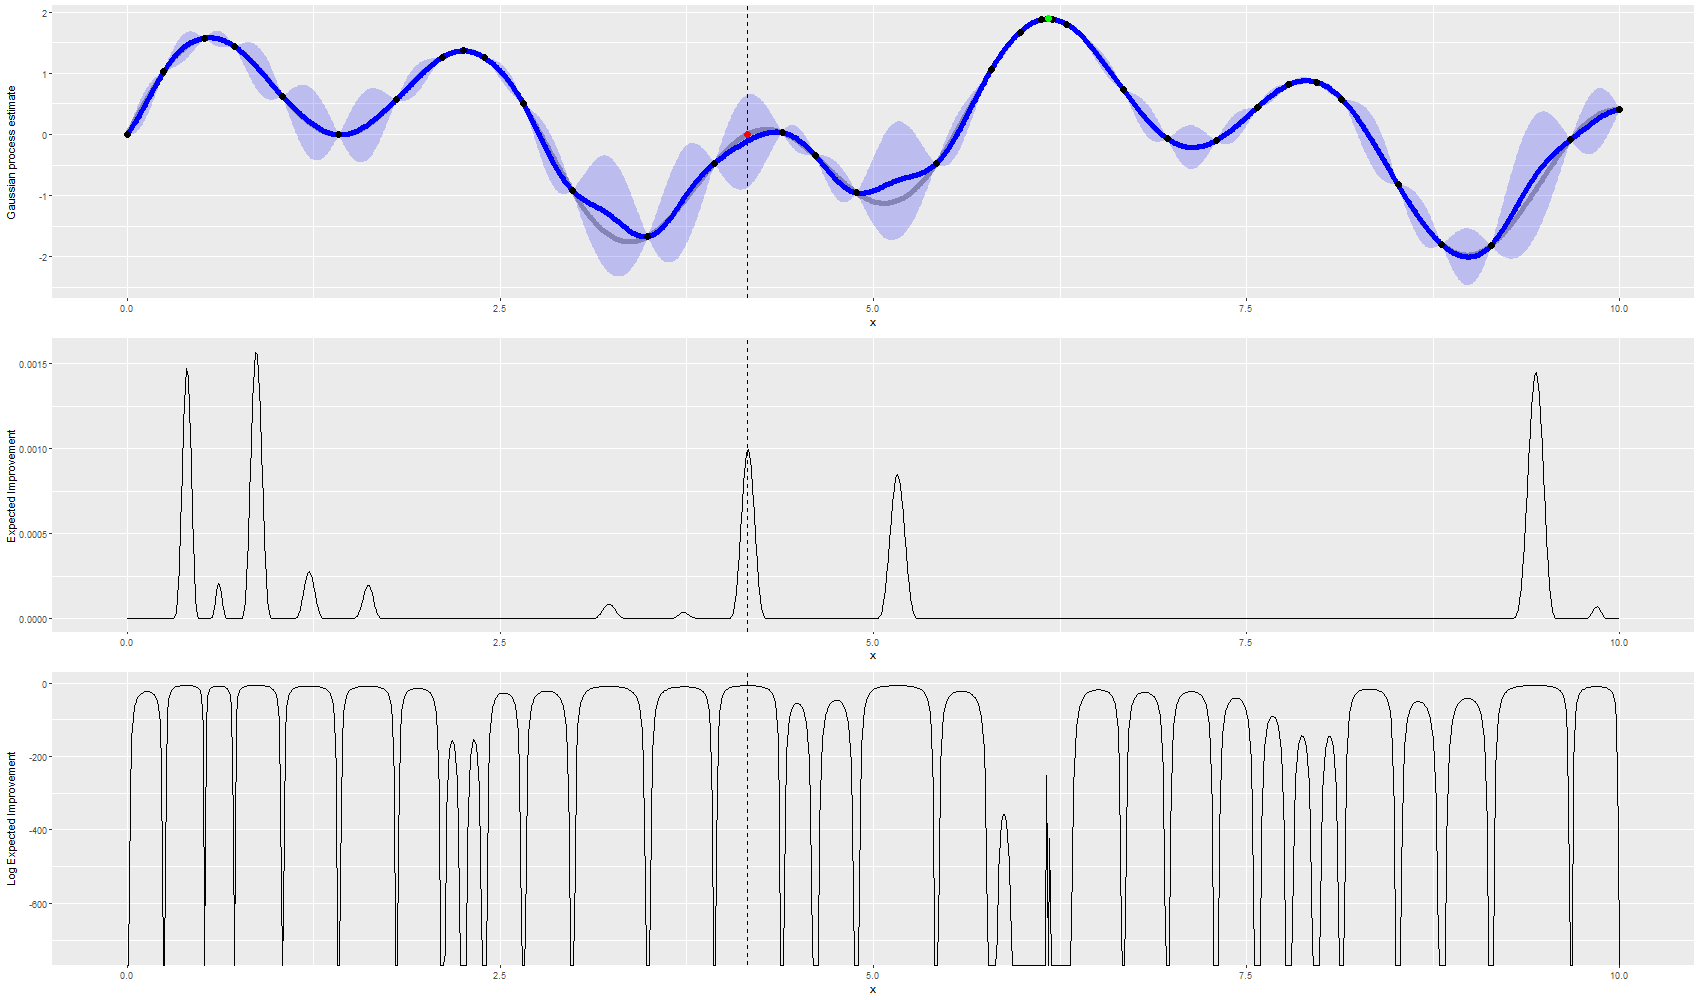 Gaussian process estimate
2
1
0
-1
-2
0.0 2.5 5.0 7.5 10.0
x
Expected Improvement
0.0015
0.0010
0.0005
0.0000
0.0 2.5 5.0 7.5 10.0
x
Log Expected Improvement
0
-200
-400
-600
0.0 2.5 5.0 7.5 10.0
x